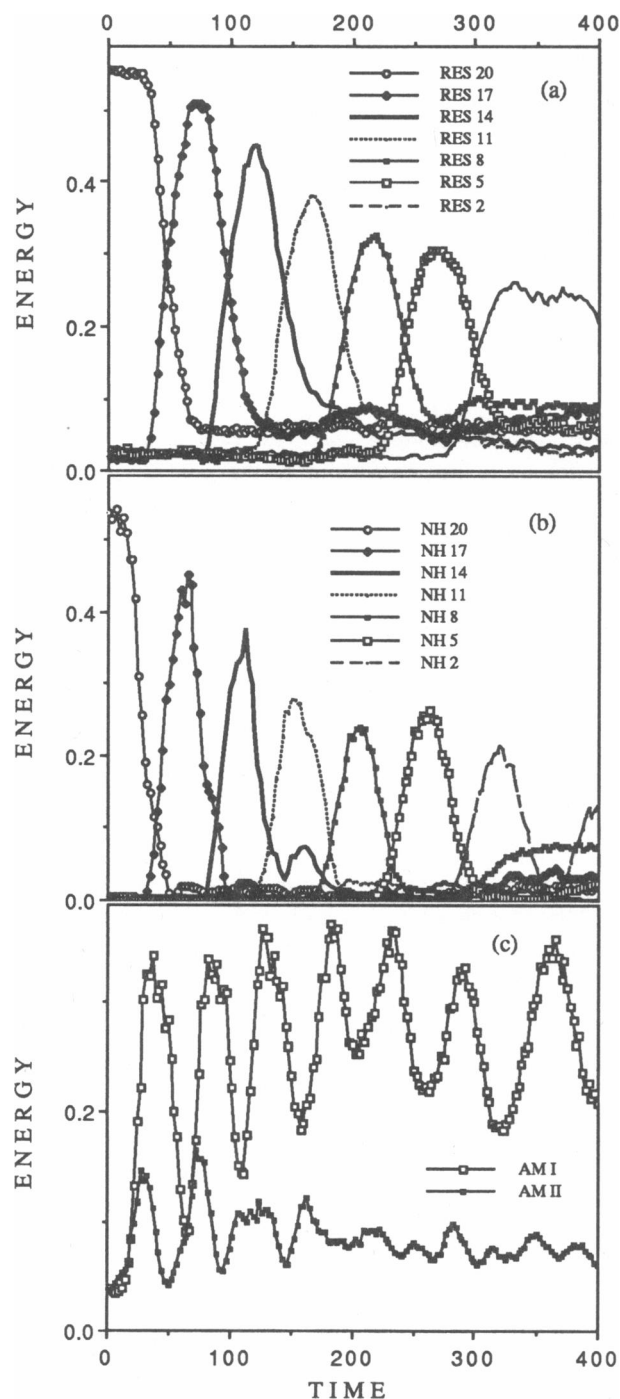 0 100 200 300 400
(a)
RES 20
RES 17
RES 14
RES 11
RES 8
RES 5
RES 2
ENERGY
0.4
0.2
0.0
(b)
NH 20
NH 17
NH 14
NH 11
NH 8
NH 5
NH 2
ENERGY
0.4
0.2
0.0
(c)
ENERGY
0.2
0.0
AM I
AM II
0 100 200 300 400
TIME